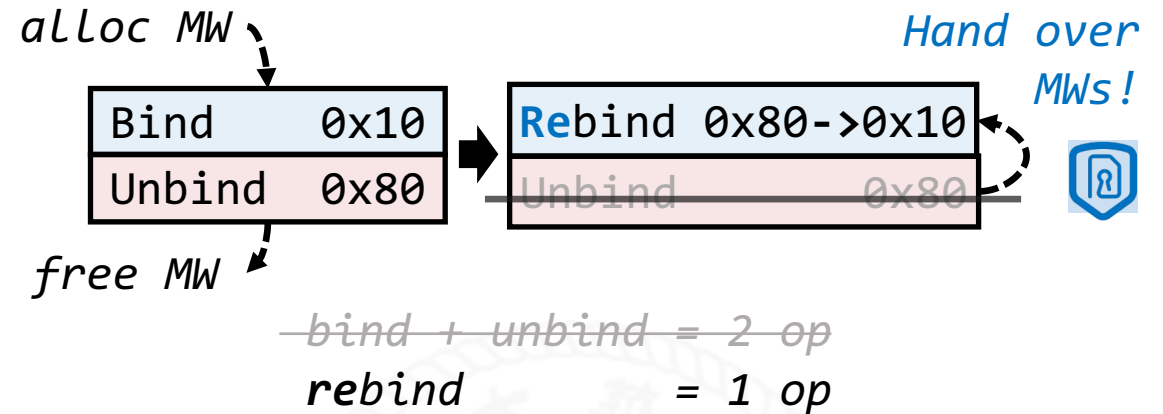 alloc MW
Hand over
MWs!
Bind 0x10
Unbind 0x80
Rebind 0x80->0x10
Unbind 0x80
free MW
bind + unbind = 2 op
rebind = 1 op